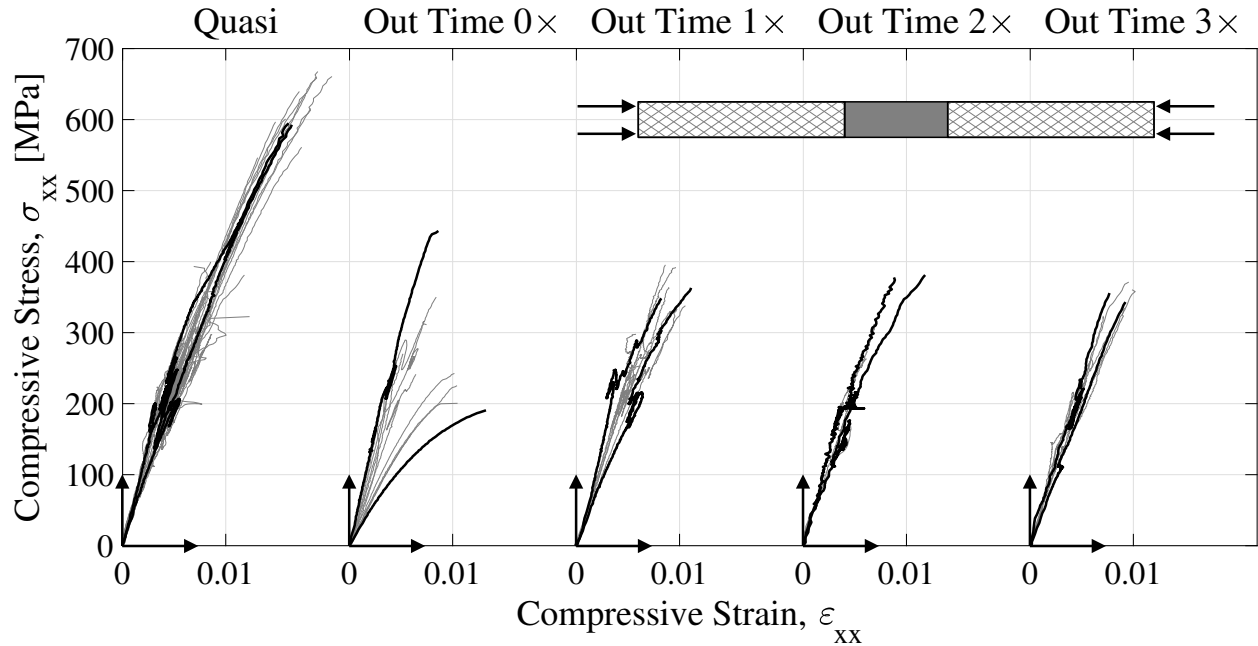 Quasi Out Time 0× Out Time 1× Out Time 2× Out Time 3×
700
600
500
400
300
200
100
0
Compressive Stress, σxx [MPa]
0 0.01 0 0.01 0 0.01 0 0.01 0 0.01
Compressive Strain, εxx